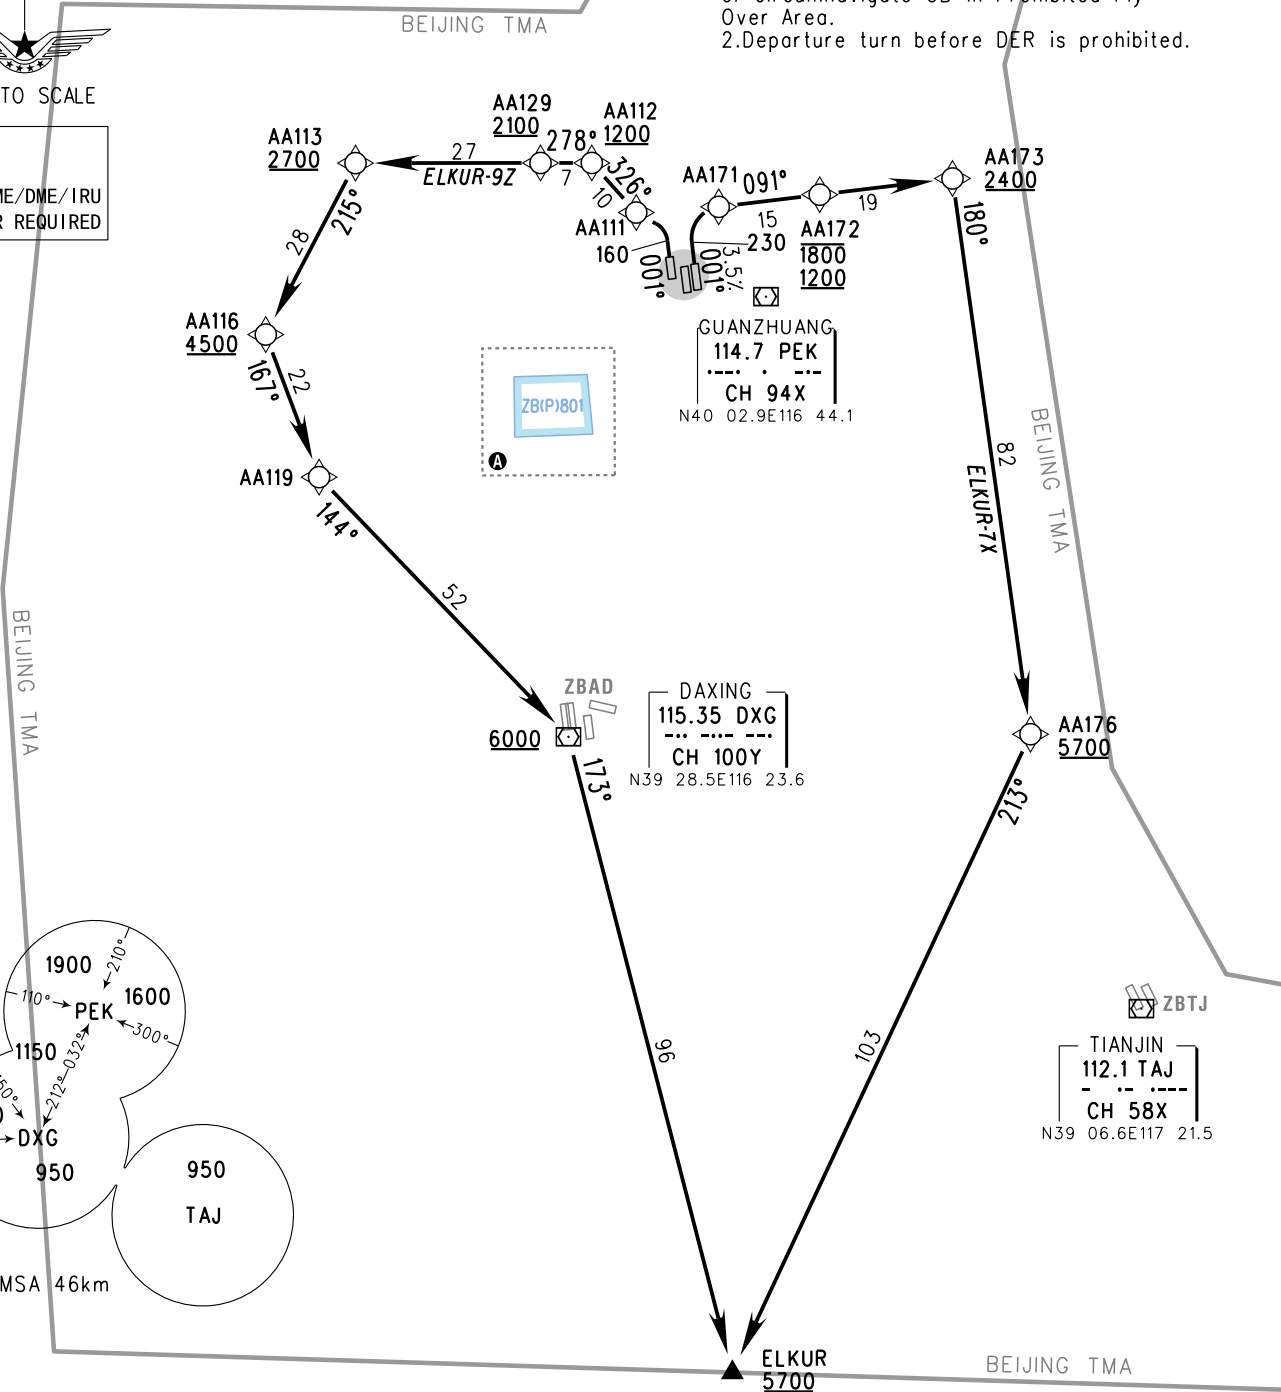 Over Area.
2.Departure turn before DER is prohibited.
BEIJING TMA
TO SCALE
ME/DME/IRU
R REQUIRED
AA113
2700
AA129
2100
AA112
1200
278°
27
ELKUR-9Z
7
326°
10
AA111
160
001°
AA171
091°
15
230
001°
3.5%
AA172
1800
1200
19
AA173
2400
180°
215°
28
AA116
4500
167°
22
AA119
144°
52
ZB(P)801
A
GUANZHUANG
114.7 PEK
CH 94X
N40 02.9E116 44.1
82
ELKUR-7X
BEIJING TMA
BEIJING TMA
ZBAD
6000
173°
DAXING
115.35 DXG
CH 100Y
N39 28.5E116 23.6
AA176
5700
213°
96
103
ZBTJ
TIANJIN
112.1 TAJ
CH 58X
N39 06.6E117 21.5
1900
210°
110°
PEK
1600
300°
1150
032°
212°
50°
DXG
950
950
TAJ
MSA 46km
ELKUR
5700
BEIJING TMA